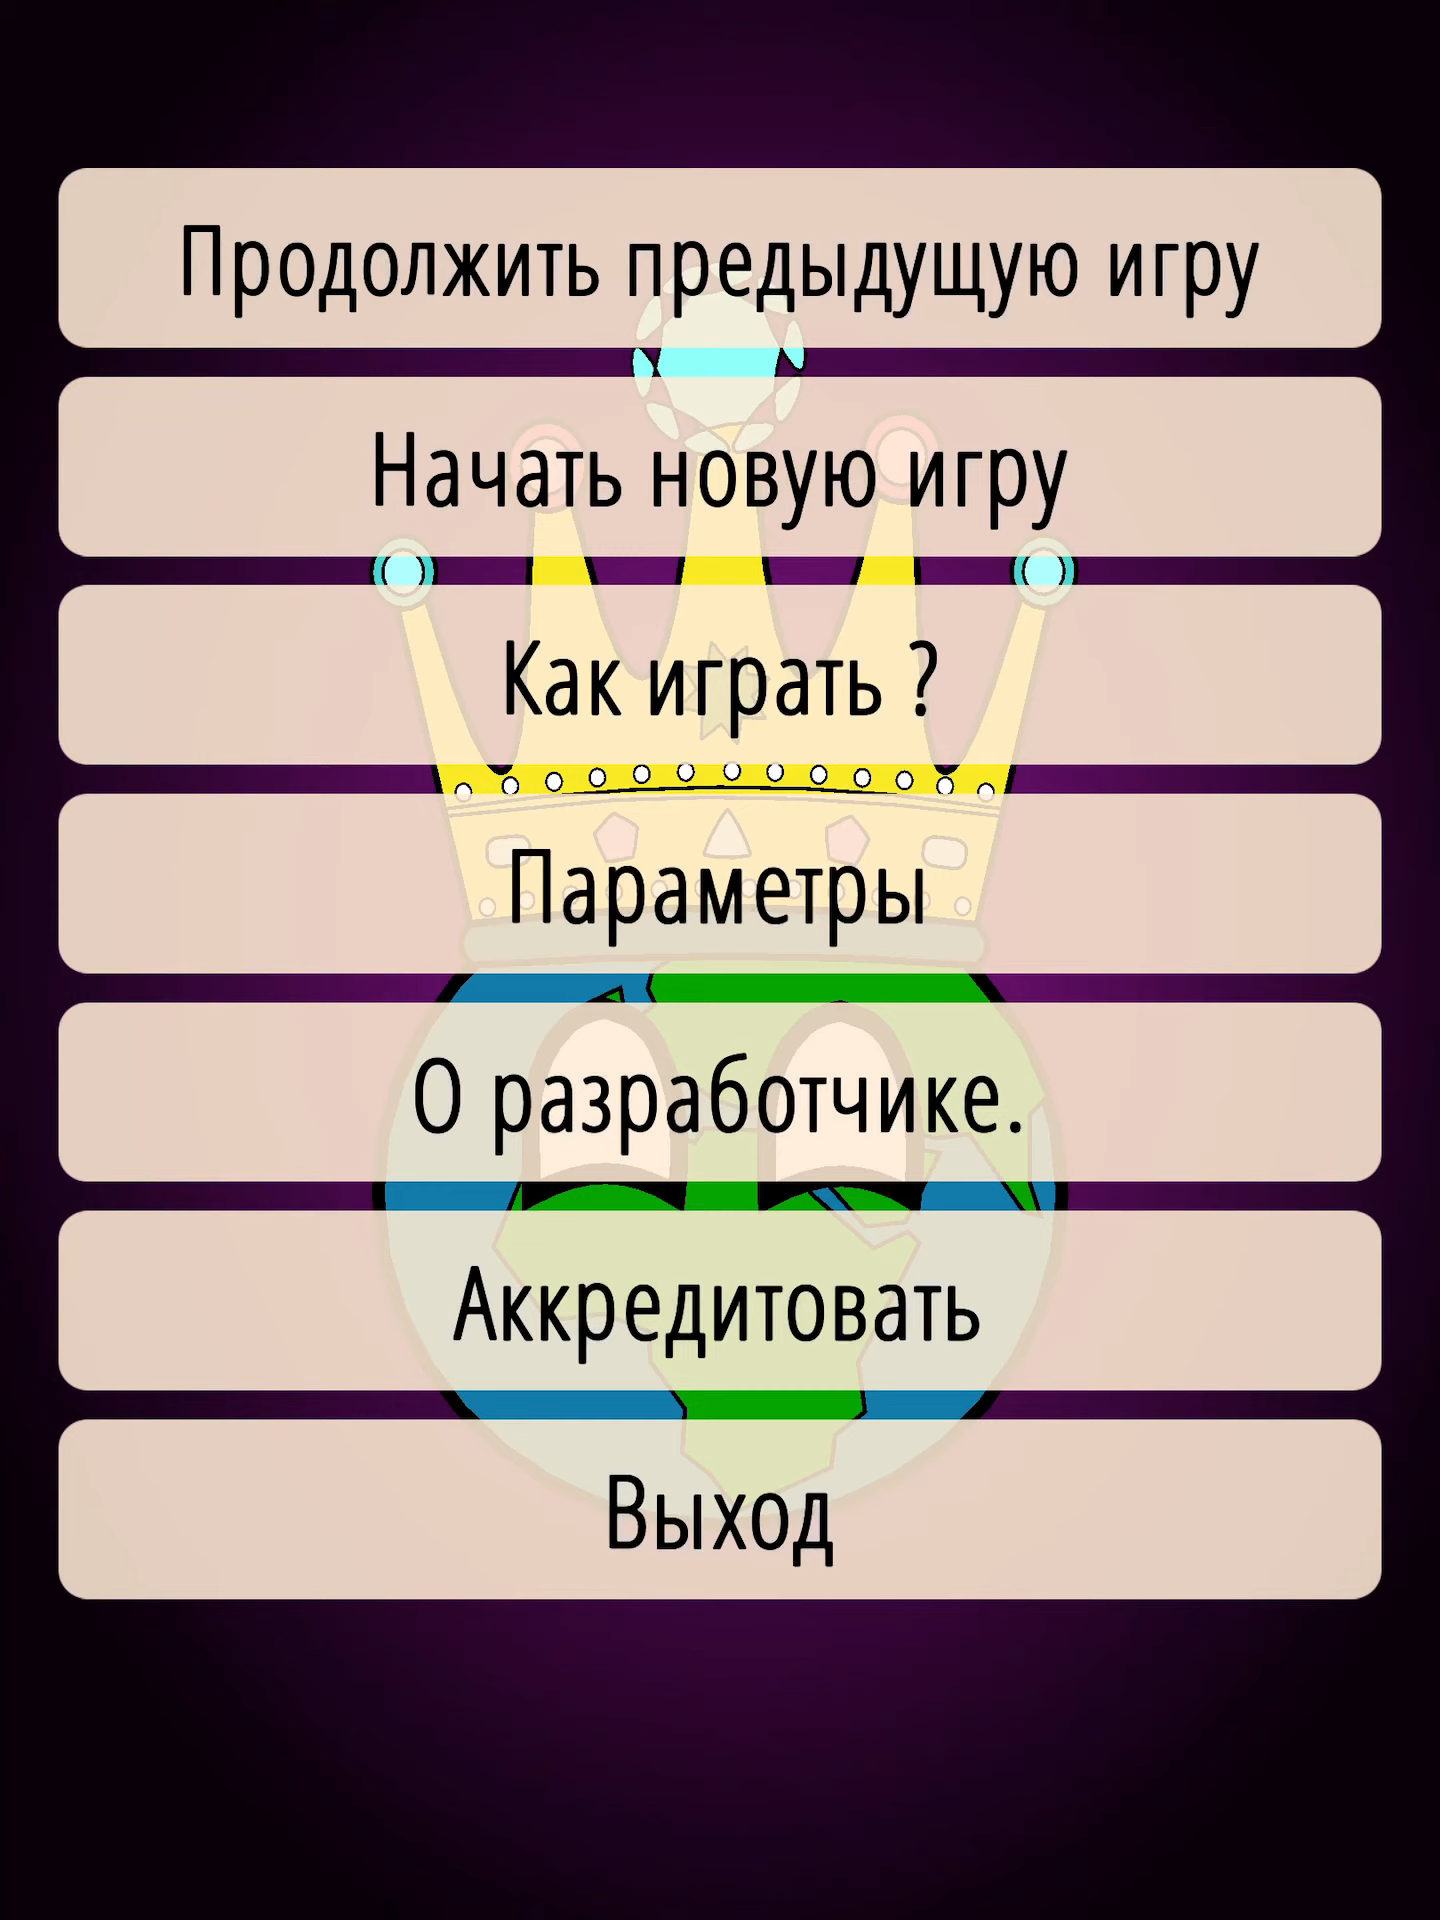 Продолжить предыдущую игру
Начать новую игру
Как играть ?
Параметры
О разработчике.
Аккредитовать
Выход